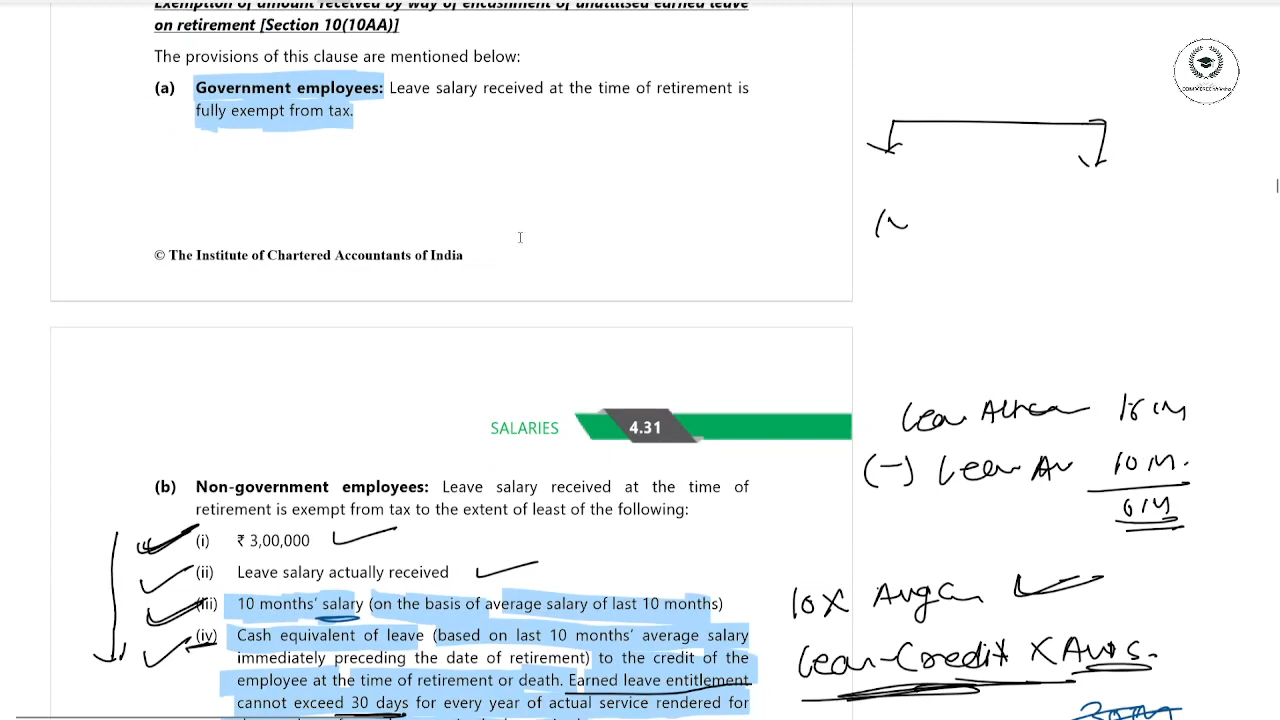 Exemption of amount received by way of encashment of unutilised earned leave
on retirement [Section 10(10AA)]
The provisions of this clause are mentioned below:
(a) Government employees: Leave salary received at the time of retirement is
fully exempt from tax.
© The Institute of Chartered Accountants of India
SALARIES 4.31
(b) Non-government employees: Leave salary received at the time of
retirement is exempt from tax to the extent of least of the following:
(i) ₹ 3,00,000
(ii) Leave salary actually received
(iii) 10 months' salary (on the basis of average salary of last 10 months)
(iv) Cash equivalent of leave (based on last 10 months' average salary
immediately preceding the date of retirement) to the credit of the
employee at the time of retirement or death. Earned leave entitlement
cannot exceed 30 days for every year of actual service rendered for
(-) 10 M.
6 M
10 X
Credit X